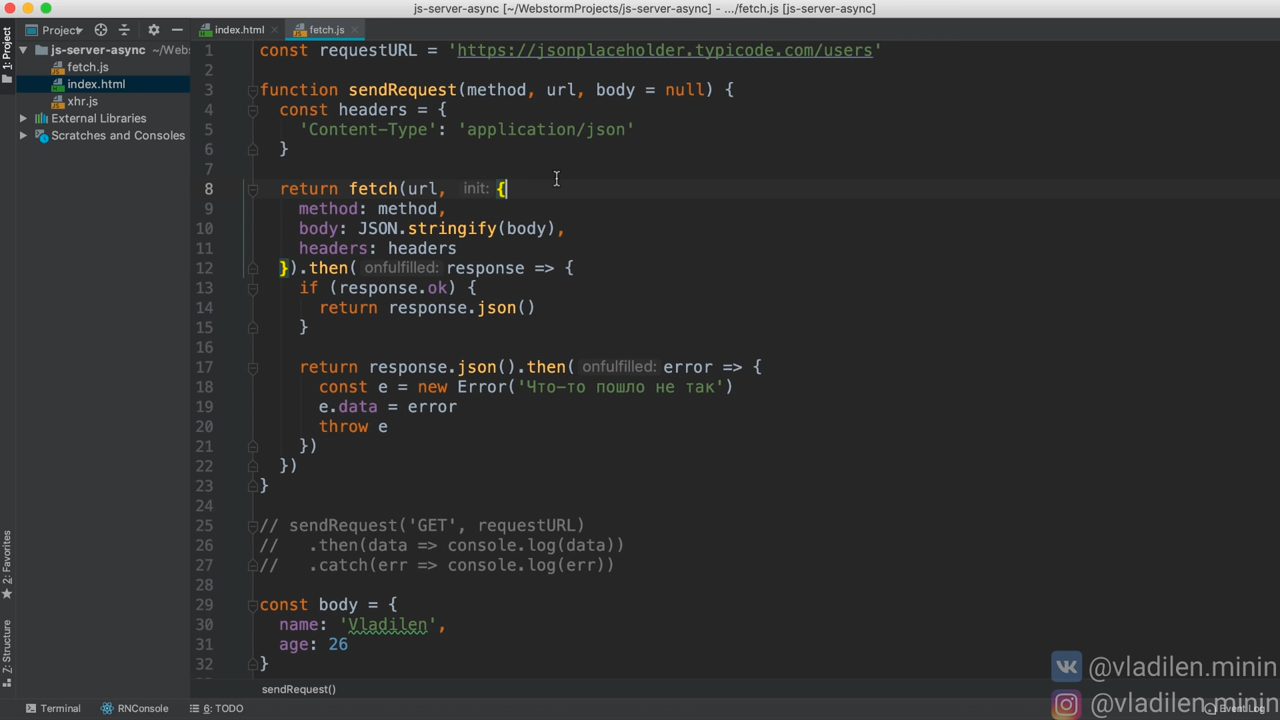 js-server-async [~/WebstormProjects/js-server-async] - .../fetch.js [js-server-async]
Project
index.html
fetch.js
1: Project
js-server-async ~/Webs
fetch.js
index.html
xhr.js
External Libraries
Scratches and Consoles
2: Favorites
Z: Structure
1 const requestURL = 'https://jsonplaceholder.typicode.com/users'
2
3 function sendRequest(method, url, body = null) {
4 const headers = {
5 'Content-Type': 'application/json'
6 }
7
8 return fetch(url, init: {
9 method: method,
10 body: JSON.stringify(body),
11 headers: headers
12 }).then( onfulfilled: response => {
13 if (response.ok) {
14 return response.json()
15 }
16
17 return response.json().then( onfulfilled: error => {
18 const e = new Error('Что-то пошло не так')
19 e.data = error
20 throw e
21 })
22 })
23 }
24
25 // sendRequest('GET', requestURL)
26 // .then(data => console.log(data))
27 // .catch(err => console.log(err))
28
29 const body = {
30 name: 'Vladilen',
31 age: 26
32 }
sendRequest()
@vladilen.minin
@vladilen.minin
Terminal
RNConsole
6: TODO
Event Log